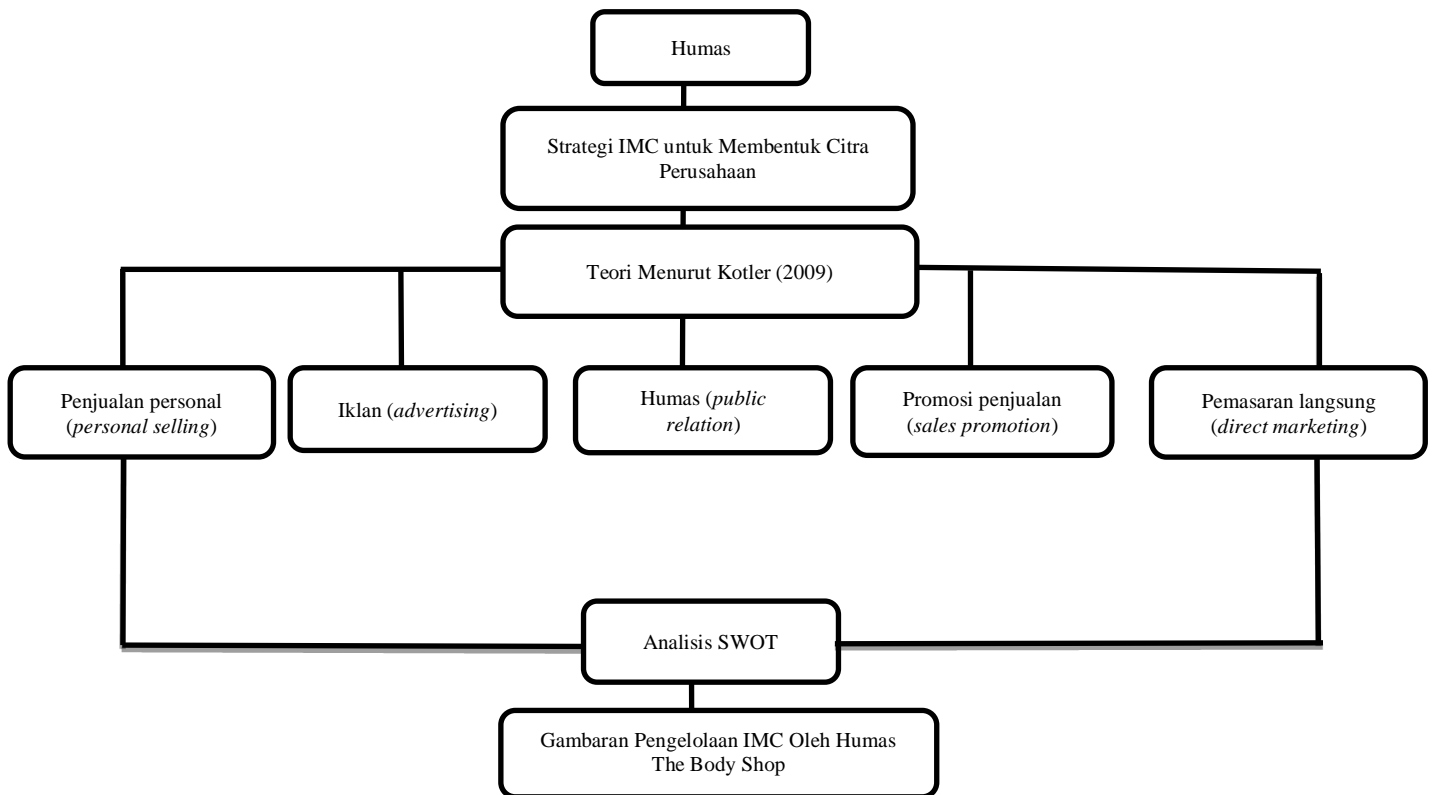 Humas
Strategi IMC untuk Membentuk Citra
Perusahaan
Teori Menurut Kotler (2009)
Penjualan personal
(personal selling)
Iklan (advertising)
Humas (public
relation)
Promosi penjualan
(sales promotion)
Pemasaran langsung
(direct marketing)
Analisis SWOT
Gambaran Pengelolaan IMC Oleh Humas
The Body Shop